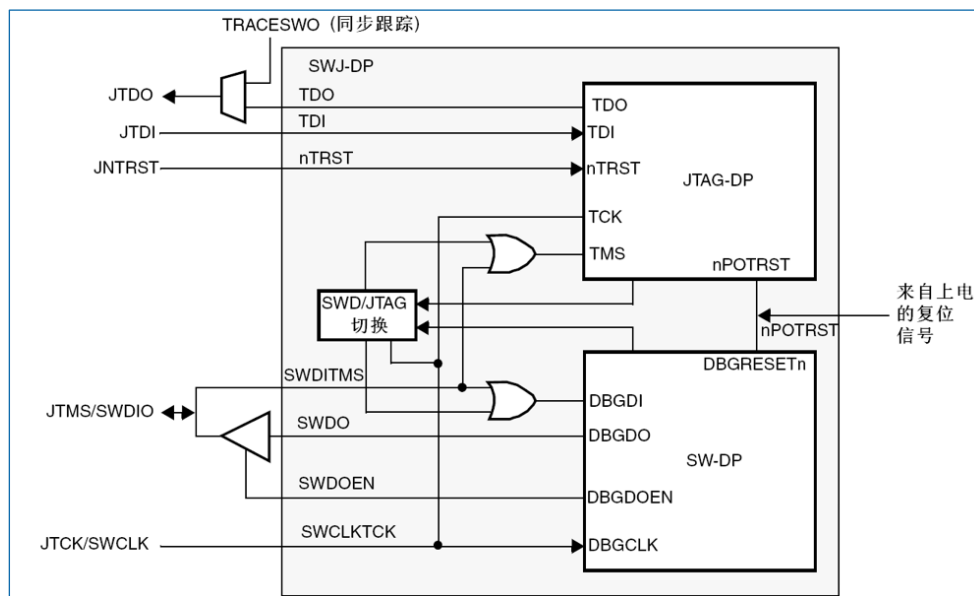 TRACESWO (同步跟踪)
SWJ-DP
JTDO
TDO
TDO
JTDI
TDI
TDI
JNTRST
nTRST
nTRST
JTAG-DP
TCK
TMS
nPOTRST
SWD/JTAG
切换
来自上电
的复位
信号
nPOTRST
DBGRESETn
SWDITMS
JTMS/SWDIO
DBGDI
SWDO
DBGDO
SW-DP
SWDOEN
DBGDOEN
JTCK/SWCLK
SWCLKTCK
DBGCLK